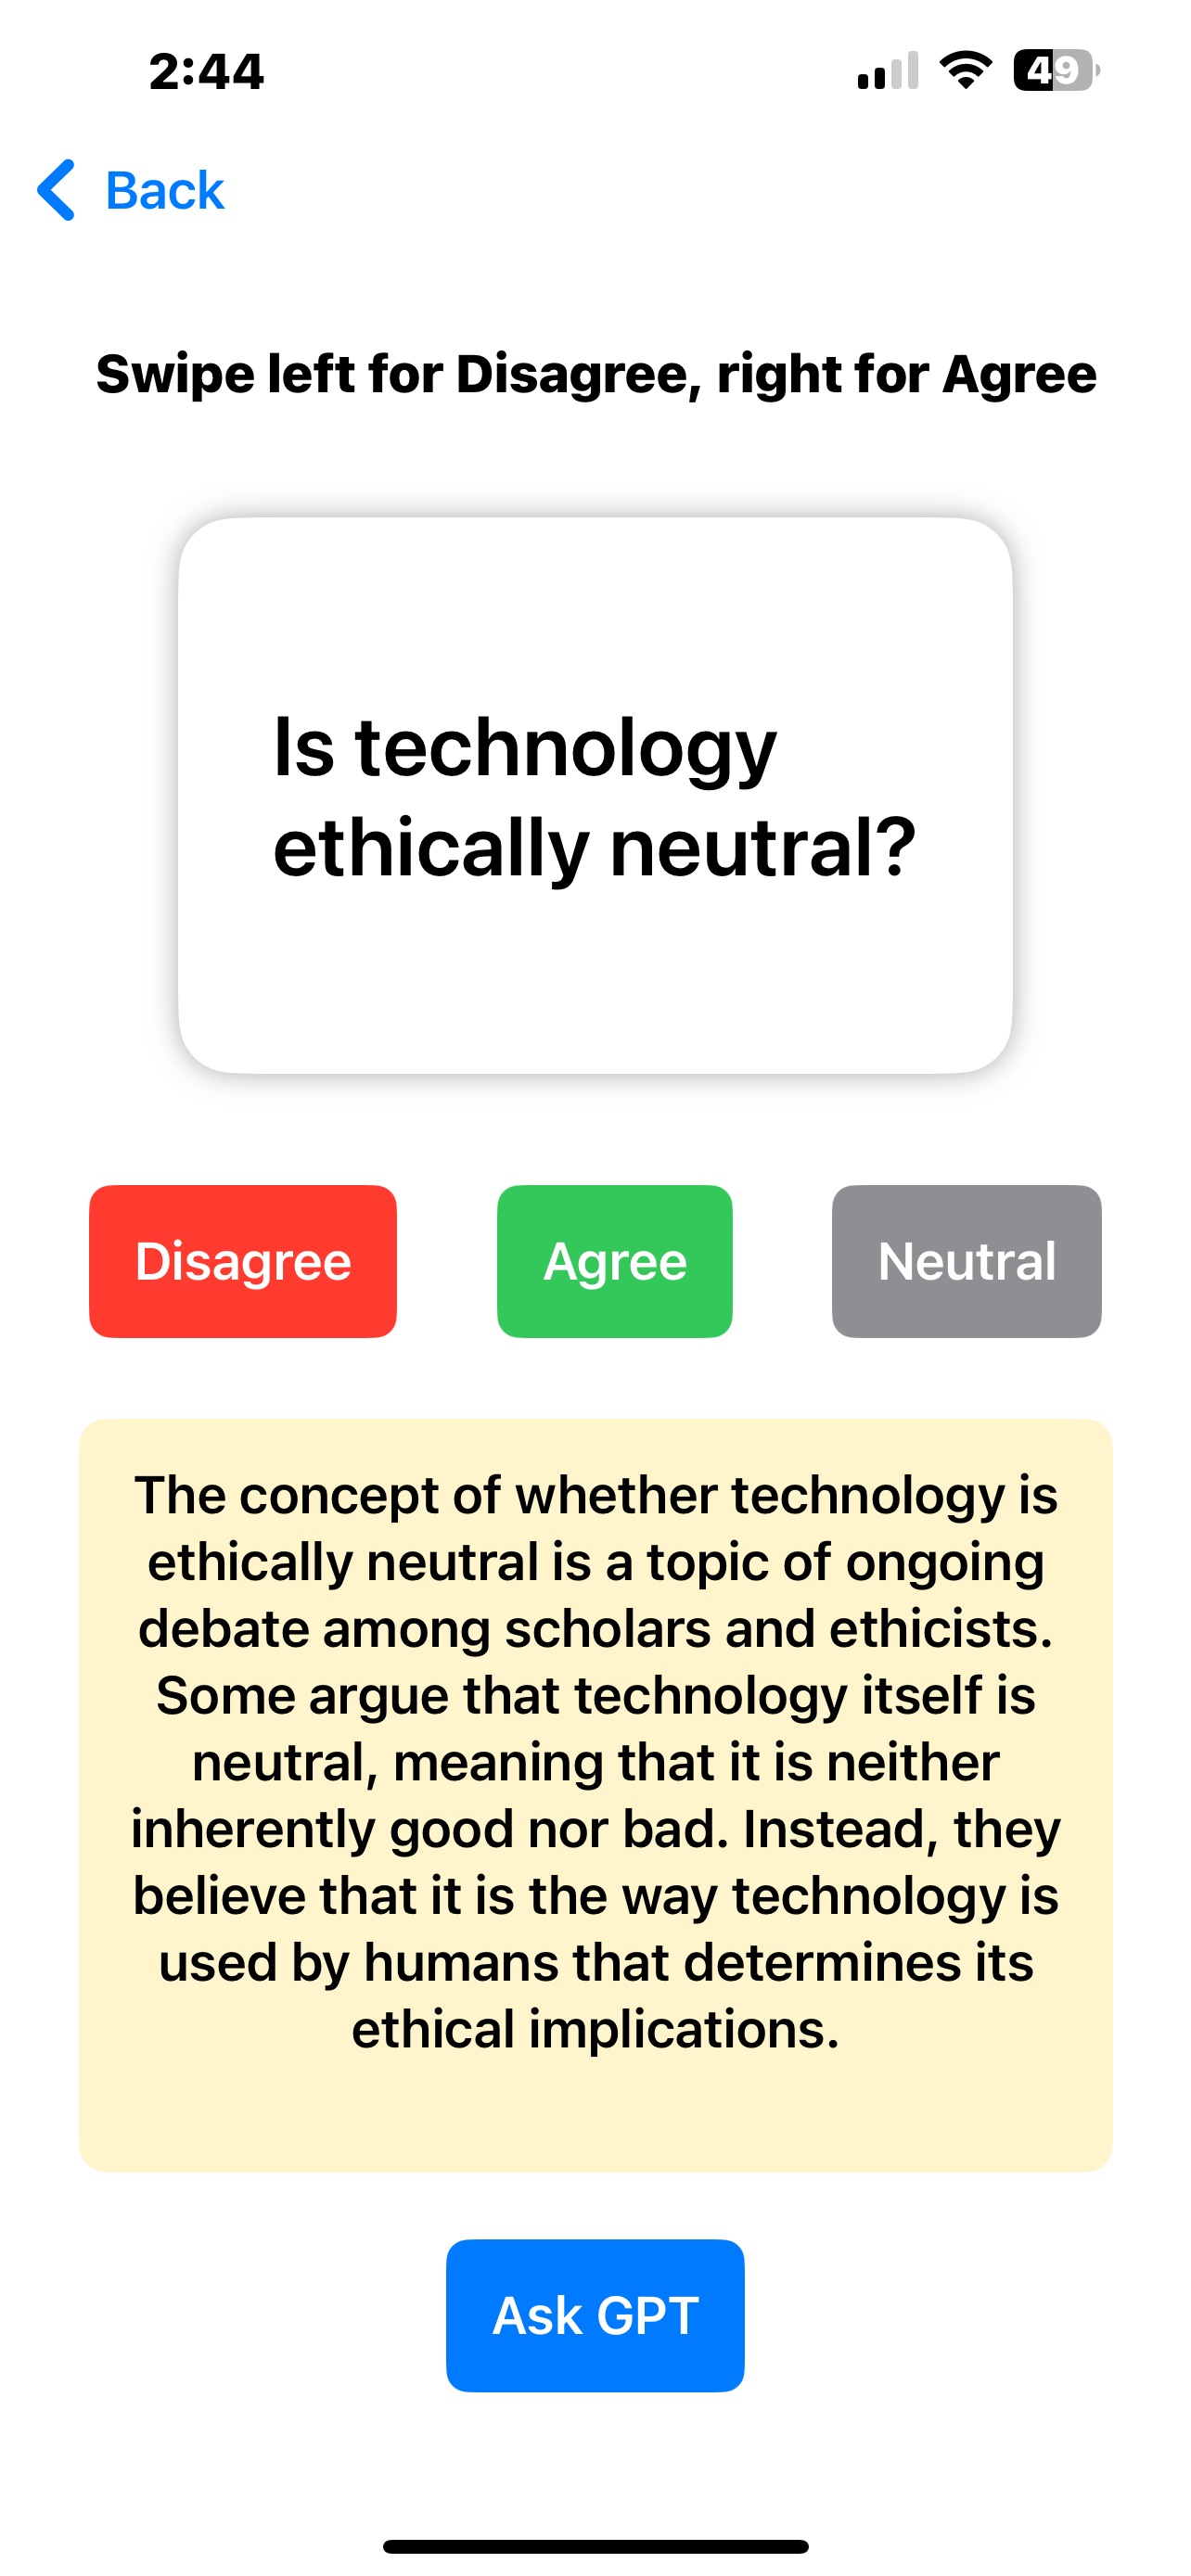 2:44
49
Back
Swipe left for Disagree, right for Agree
Is technology
ethically neutral?
Disagree
Agree
Neutral
The concept of whether technology is
ethically neutral is a topic of ongoing
debate among scholars and ethicists.
Some argue that technology itself is
neutral, meaning that it is neither
inherently good nor bad. Instead, they
believe that it is the way technology is
used by humans that determines its
ethical implications.
Ask GPT